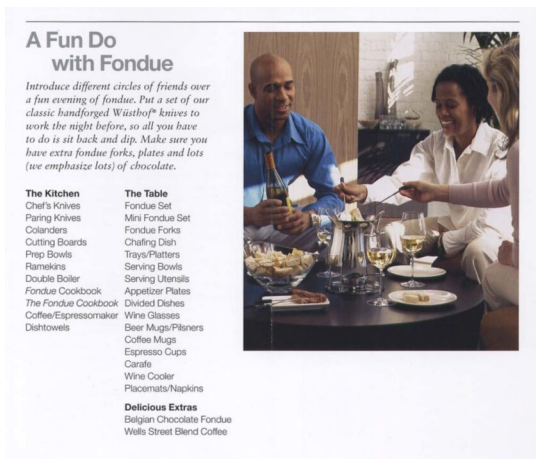 A Fun Do
with Fondue
Introduce different circles of friends over
a fun evening of fondue. Put a set of our
classic handforged Wüsthof® knives to
work the night before, so all you have
to do is sit back and dip. Make sure you
have extra fondue forks, plates and lots
(we emphasize lots) of chocolate.
The Kitchen
Chef's Knives
Paring Knives
Colanders
Cutting Boards
Prep Bowls
Ramekins
Double Boiler
Fondue Cookbook
The Fondue Cookbook
Coffee/Espressomaker
Dishtowels
The Table
Fondue Set
Mini Fondue Set
Fondue Forks
Chafing Dish
Trays/Platters
Serving Bowls
Serving Utensils
Appetizer Plates
Divided Dishes
Wine Glasses
Beer Mugs/Pilsners
Coffee Mugs
Espresso Cups
Carafe
Wine Cooler
Placemats/Napkins
Delicious Extras
Belgian Chocolate Fondue
Wells Street Blend Coffee